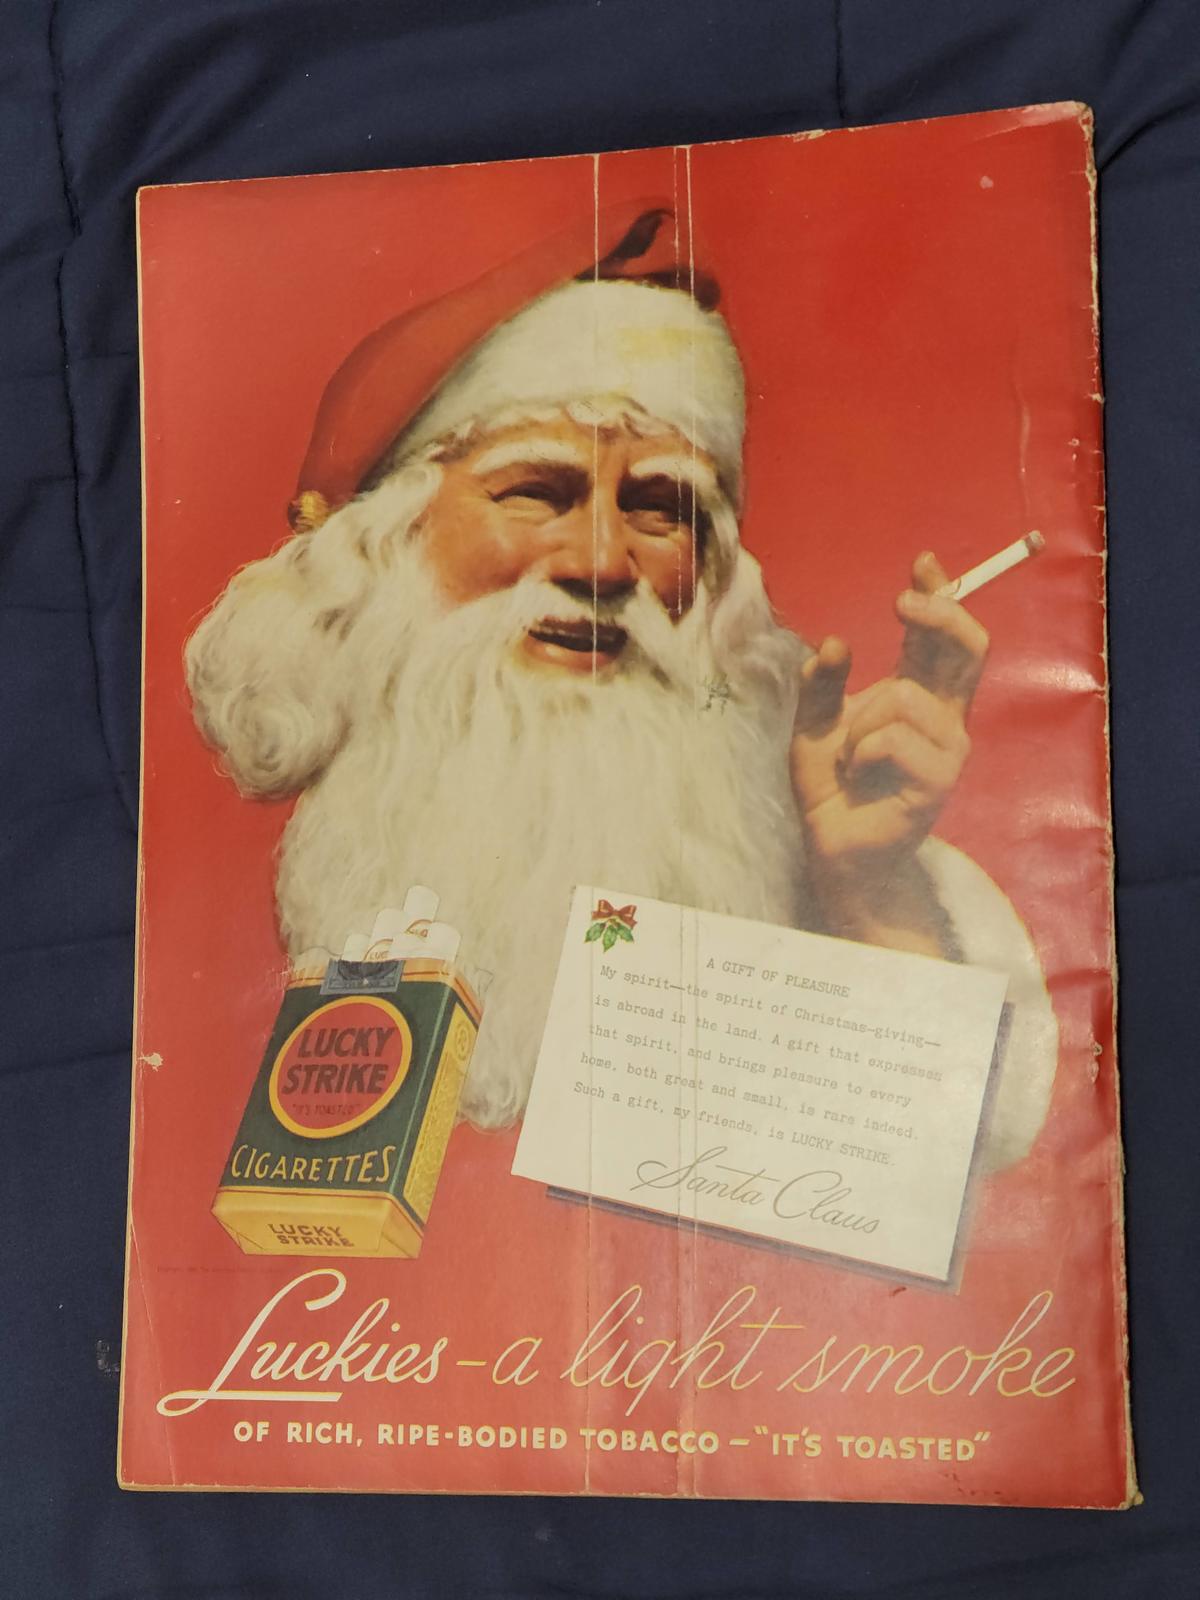 LUCKY
STRIKE
"IT'S TOASTED"
CIGARETTES
LUCKY
STRIKE
A GIFT OF PLEASURE
My spirit—the spirit of Christmas-giving—
is abroad in the land. A gift that expresses
that spirit, and brings pleasure to every
home, both great and small, is rare indeed.
Such a gift, my friends, is LUCKY STRIKE.
Santa Claus
Luckies – a light smoke
OF RICH, RIPE-BODIED TOBACCO – "IT'S TOASTED"